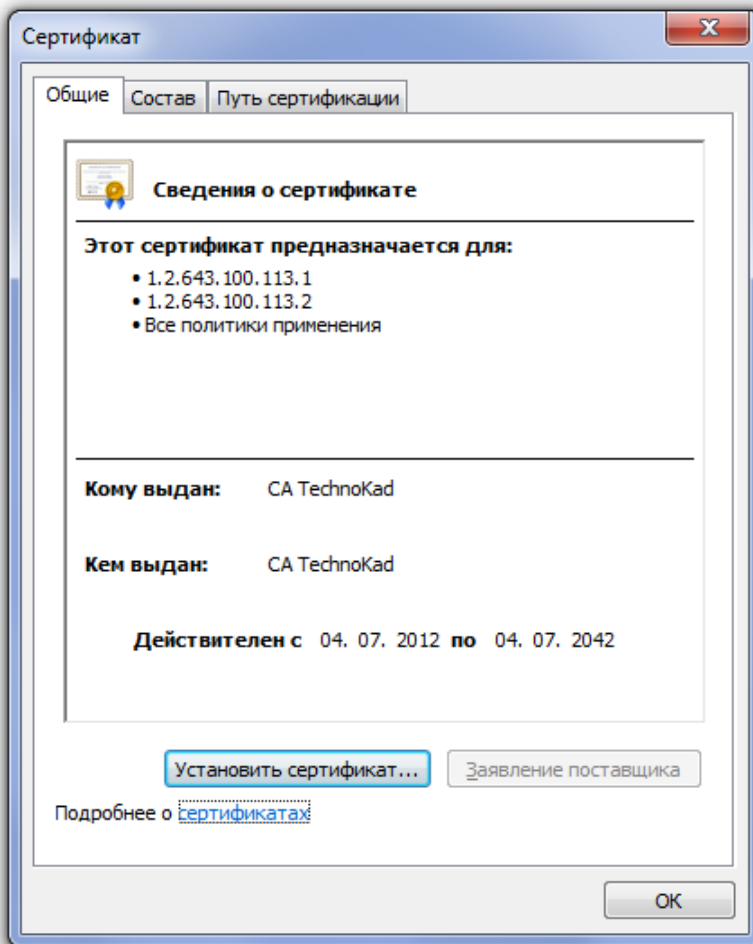 Сертификат
Общие Состав Путь сертификации
Сведения о сертификате
Этот сертификат предназначается для:
• 1.2.643.100.113.1
• 1.2.643.100.113.2
• Все политики применения
Кому выдан: CA TechnoKad
Кем выдан: CA TechnoKad
Действителен с 04. 07. 2012 по 04. 07. 2042
Установить сертификат... Заявление поставщика
Подробнее о сертификатах
ОК